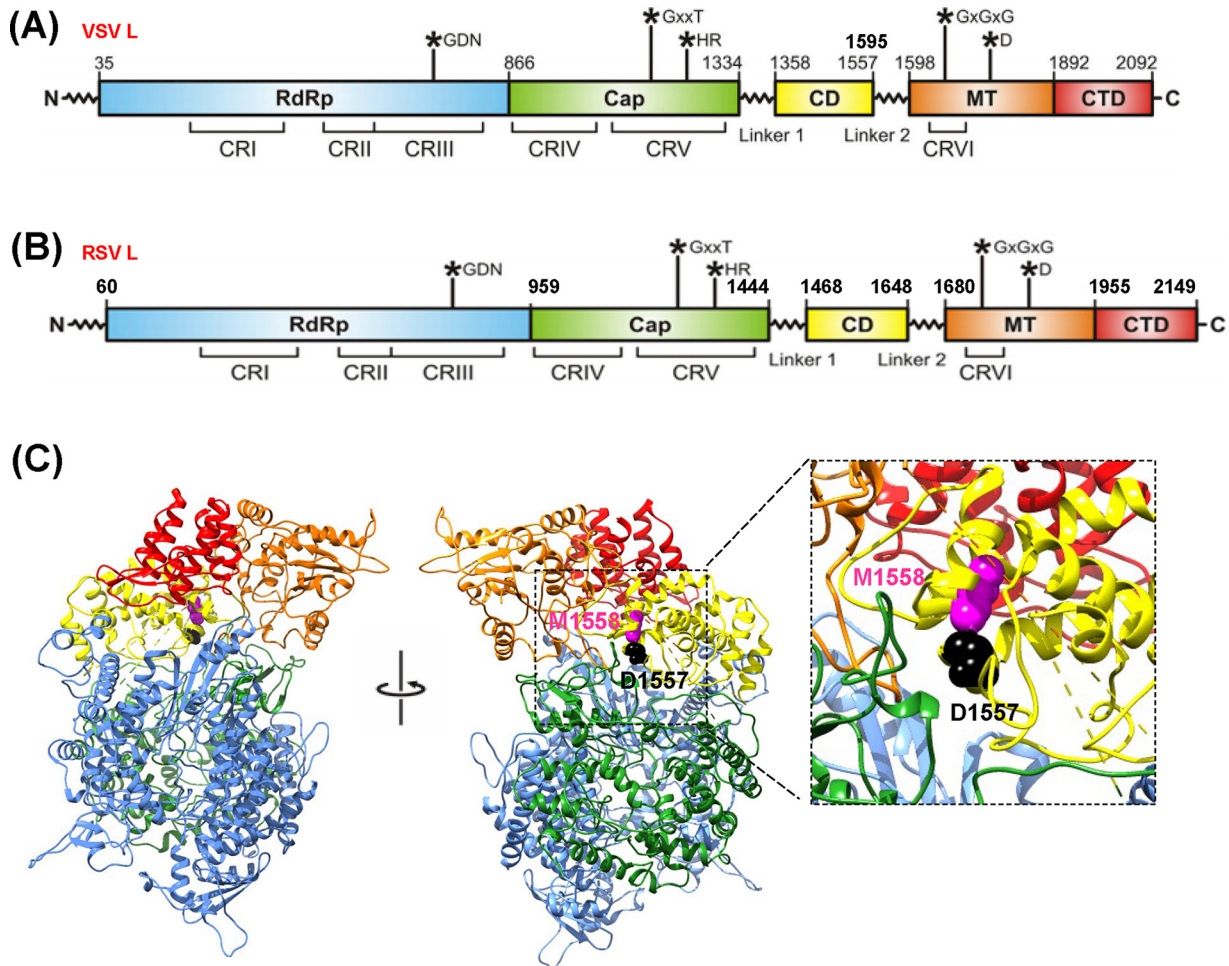 (A) VSV L
*GDN
*GxxT
*HR
*GxGxG
*D
35 866 1334 1358 1557 1595 1598 1892 2092
N RdRp Cap CD MT CTD C
Linker 1 Linker 2
CRI CRII CRIII CRIV CRV CRVI
(B) RSV L
*GDN
*GxxT
*HR
*GxGxG
*D
60 959 1444 1468 1648 1680 1955 2149
N RdRp Cap CD MT CTD C
Linker 1 Linker 2
CRI CRII CRIII CRIV CRV CRVI
(C)
M1558
D1557
M1558
D1557